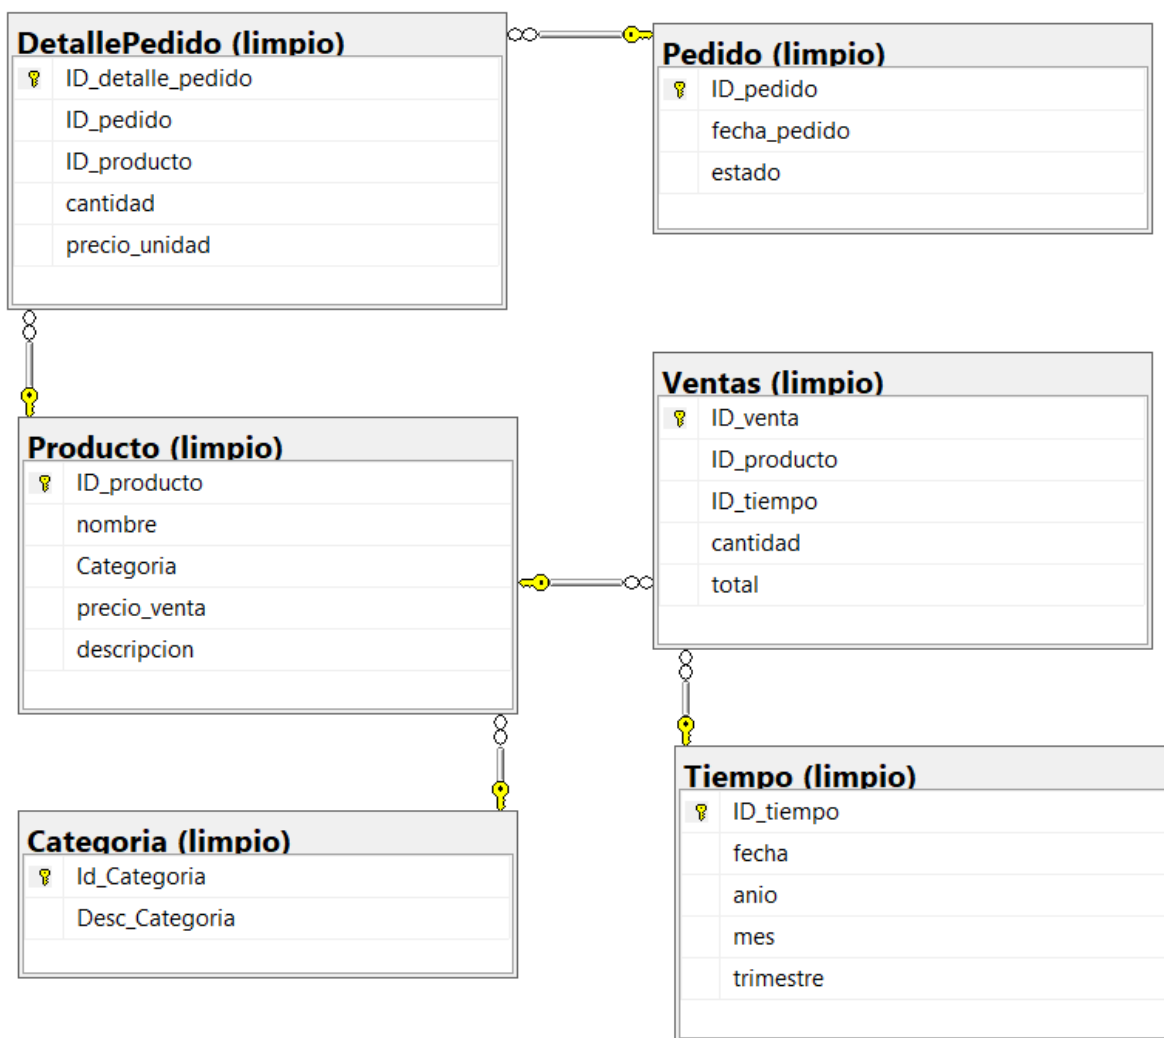 DetallePedido (limpio)
ID_detalle_pedido
ID_pedido
ID_producto
cantidad
precio_unidad
Pedido (limpio)
ID_pedido
fecha_pedido
estado
Ventas (limpio)
ID_venta
ID_producto
ID_tiempo
cantidad
total
Producto (limpio)
ID_producto
nombre
Categoria
precio_venta
descripcion
Categoria (limpio)
Id_Categoria
Desc_Categoria
Tiempo (limpio)
ID_tiempo
fecha
anio
mes
trimestre